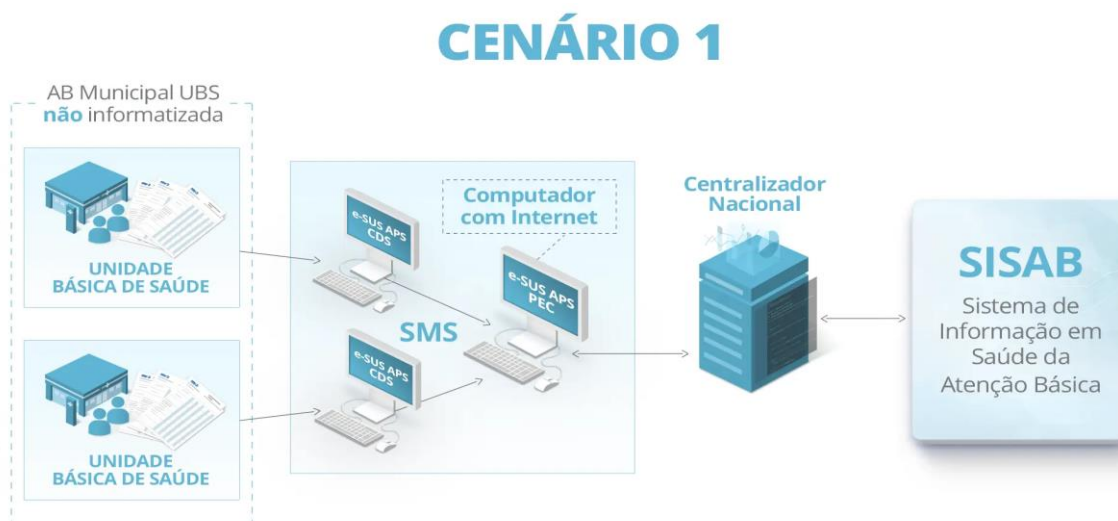 CENÁRIO 1
AB Municipal UBS
não informatizada
UNIDADE
BÁSICA DE SAÚDE
UNIDADE
BÁSICA DE SAÚDE
e-SUS APS
CDS
e-SUS APS
CDS
SMS
Computador
com Internet
e-SUS APS
PEC
Centralizador
Nacional
SISAB
Sistema de
Informação em
Saúde da
Atenção Básica